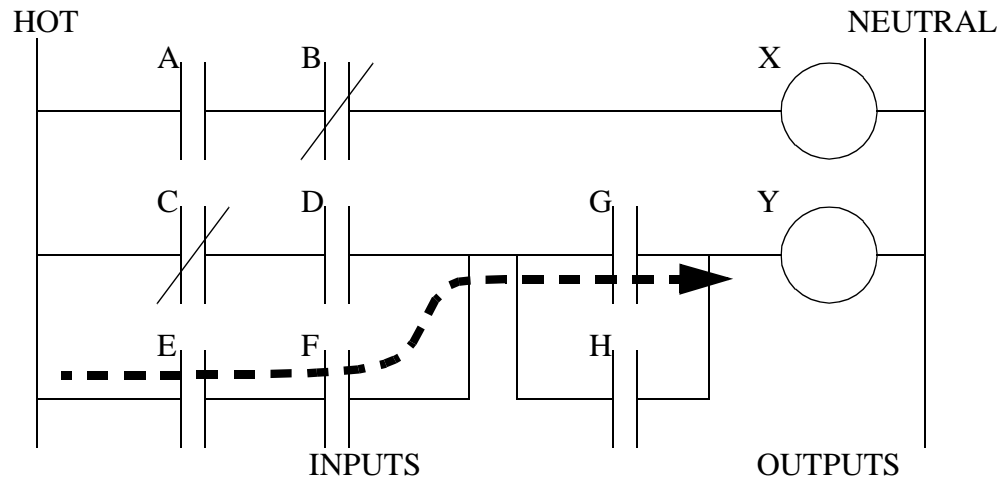 HOT NEUTRAL
A B X
C D G Y
E F H
INPUTS OUTPUTS